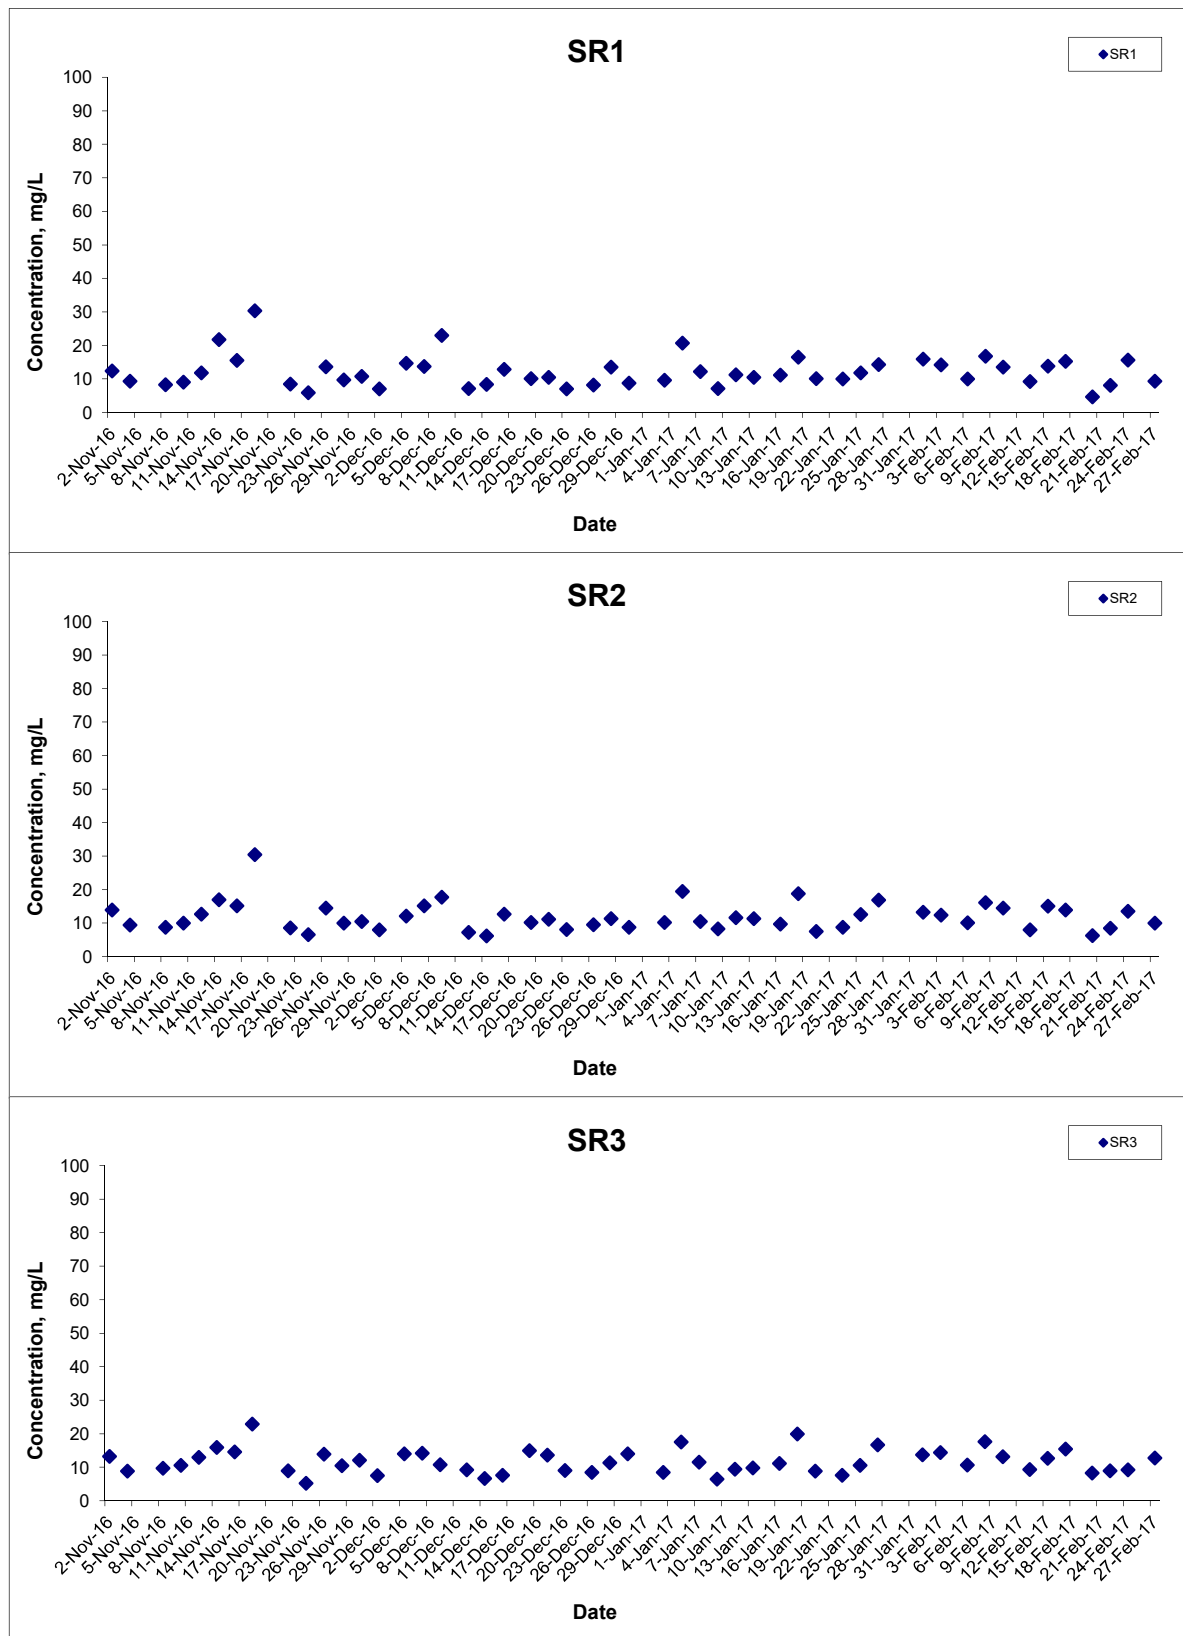 SR1
SR1
100
90
80
70
60
50
40
30
20
10
0
Concentration, mg/L
2-Nov-16
5-Nov-16
8-Nov-16
11-Nov-16
14-Nov-16
17-Nov-16
20-Nov-16
23-Nov-16
26-Nov-16
29-Nov-16
2-Dec-16
5-Dec-16
8-Dec-16
11-Dec-16
14-Dec-16
17-Dec-16
20-Dec-16
23-Dec-16
26-Dec-16
29-Dec-16
1-Jan-17
4-Jan-17
7-Jan-17
10-Jan-17
13-Jan-17
16-Jan-17
19-Jan-17
22-Jan-17
25-Jan-17
28-Jan-17
31-Jan-17
3-Feb-17
6-Feb-17
9-Feb-17
12-Feb-17
15-Feb-17
18-Feb-17
21-Feb-17
24-Feb-17
27-Feb-17
Date
SR2
SR2
100
90
80
70
60
50
40
30
20
10
0
Concentration, mg/L
2-Nov-16
5-Nov-16
8-Nov-16
11-Nov-16
14-Nov-16
17-Nov-16
20-Nov-16
23-Nov-16
26-Nov-16
29-Nov-16
2-Dec-16
5-Dec-16
8-Dec-16
11-Dec-16
14-Dec-16
17-Dec-16
20-Dec-16
23-Dec-16
26-Dec-16
29-Dec-16
1-Jan-17
4-Jan-17
7-Jan-17
10-Jan-17
13-Jan-17
16-Jan-17
19-Jan-17
22-Jan-17
25-Jan-17
28-Jan-17
31-Jan-17
3-Feb-17
6-Feb-17
9-Feb-17
12-Feb-17
15-Feb-17
18-Feb-17
21-Feb-17
24-Feb-17
27-Feb-17
Date
SR3
SR3
100
90
80
70
60
50
40
30
20
10
0
Concentration, mg/L
2-Nov-16
5-Nov-16
8-Nov-16
11-Nov-16
14-Nov-16
17-Nov-16
20-Nov-16
23-Nov-16
26-Nov-16
29-Nov-16
2-Dec-16
5-Dec-16
8-Dec-16
11-Dec-16
14-Dec-16
17-Dec-16
20-Dec-16
23-Dec-16
26-Dec-16
29-Dec-16
1-Jan-17
4-Jan-17
7-Jan-17
10-Jan-17
13-Jan-17
16-Jan-17
19-Jan-17
22-Jan-17
25-Jan-17
28-Jan-17
31-Jan-17
3-Feb-17
6-Feb-17
9-Feb-17
12-Feb-17
15-Feb-17
18-Feb-17
21-Feb-17
24-Feb-17
27-Feb-17
Date